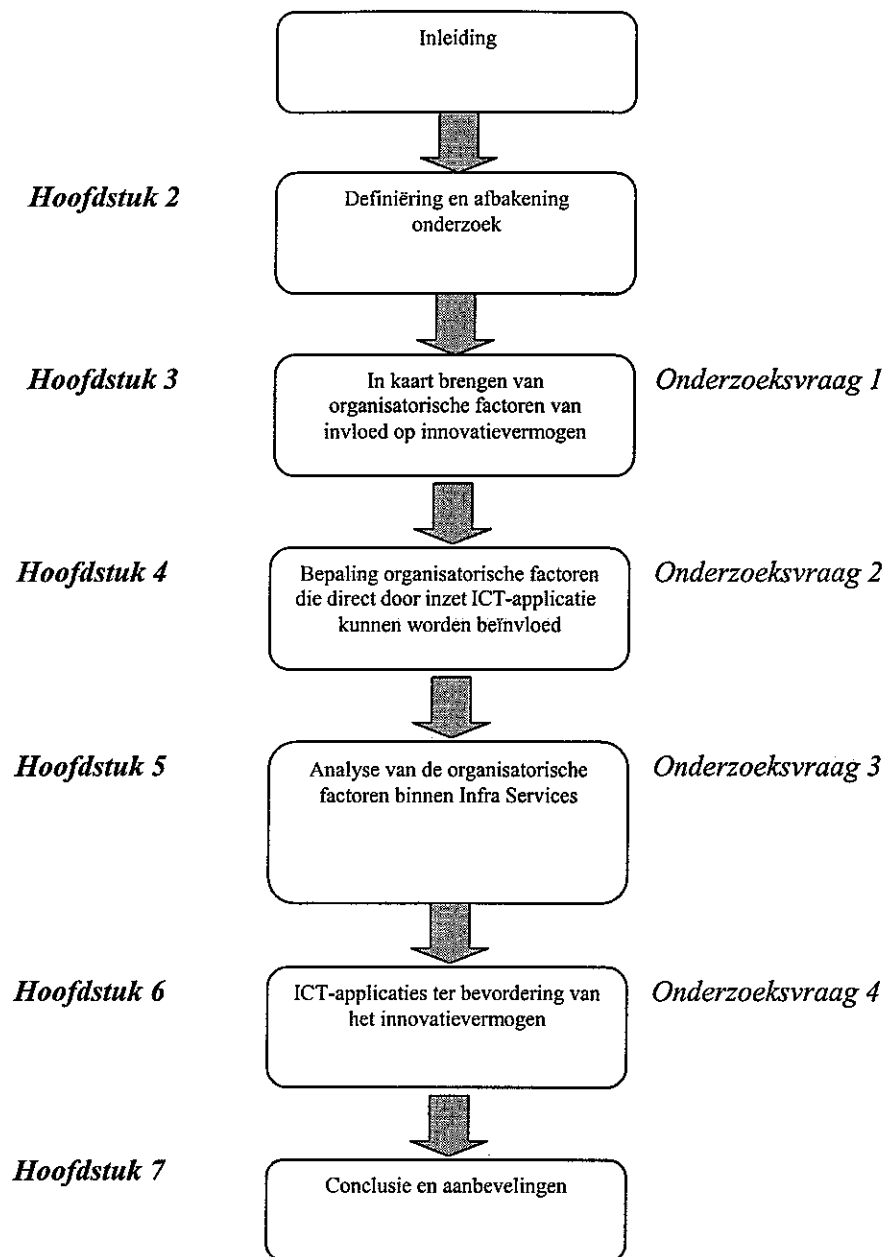 Inleiding
Hoofdstuk 2
Definiëring en afbakening
onderzoek
Hoofdstuk 3
In kaart brengen van
organisatorische factoren van
invloed op innovatievermogen
Onderzoeksvraag 1
Hoofdstuk 4
Bepaling organisatorische factoren
die direct door inzet ICT-applicatie
kunnen worden beïnvloed
Onderzoeksvraag 2
Hoofdstuk 5
Analyse van de organisatorische
factoren binnen Infra Services
Onderzoeksvraag 3
Hoofdstuk 6
ICT-applicaties ter bevordering van
het innovatievermogen
Onderzoeksvraag 4
Hoofdstuk 7
Conclusie en aanbevelingen